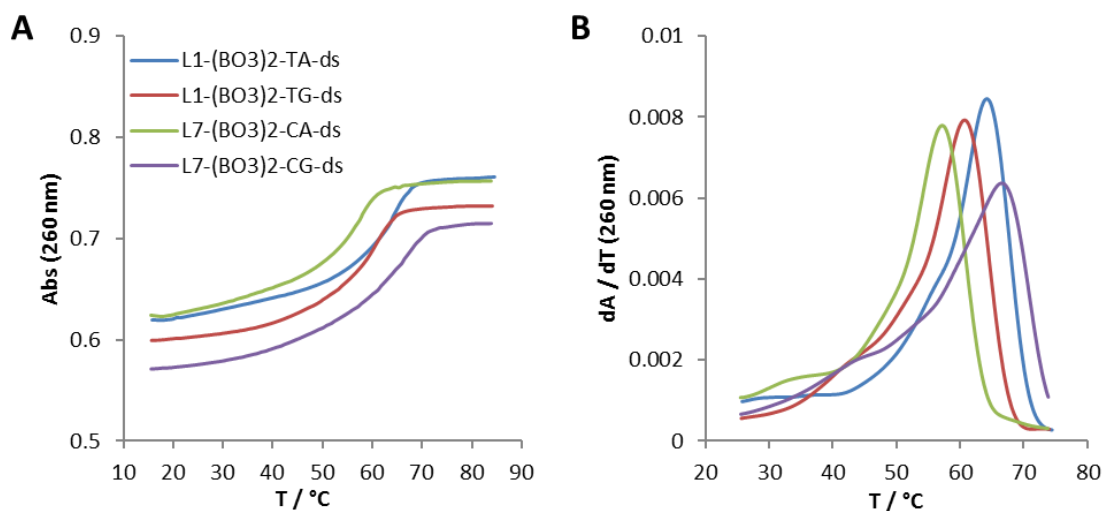 A
Abs (260 nm)
0.9
0.8
0.7
0.6
0.5
L1-(BO3)2-TA-ds
L1-(BO3)2-TG-ds
L7-(BO3)2-CA-ds
L7-(BO3)2-CG-ds
10 20 30 40 50 60 70 80 90
T / °C
B
dA / dT (260 nm)
0.01
0.008
0.006
0.004
0.002
0
20 30 40 50 60 70 80
T / °C